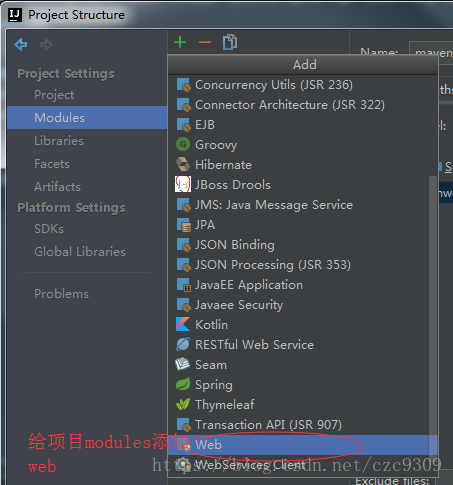 Project Structure
Name: maven
Add
Project Settings
Project
Modules
Libraries
Facets
Artifacts
Platform Settings
SDKs
Global Libraries
Problems
Concurrency Utils (JSR 236)
Connector Architecture (JSR 322)
EJB
Groovy
Hibernate
JBoss Drools
JMS: Java Message Service
JPA
JSON Binding
JSON Processing (JSR 353)
JavaEE Application
Javaee Security
Kotlin
RESTful Web Service
Seam
Spring
Thymeleaf
Transaction API (JSR 907)
Web
WebServices Client
给项目modules添加
web
https://blog.csdn.net/czc9309
Exclude files: